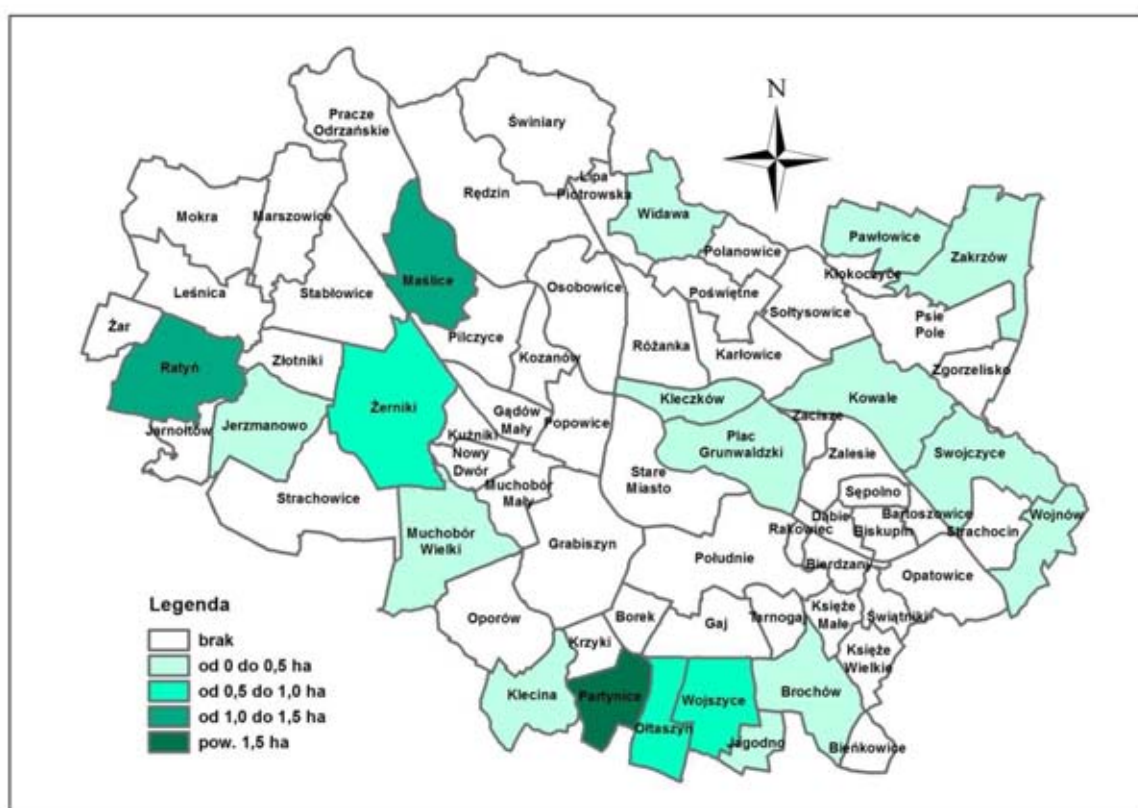 N
Pracze
Odrzańskie
Świniary
Lipa
Piotrowska
Rędzin
Mokra
Marszowice
Widawa
Pawłowice
Zakrzów
Polanowice
Kłokoczyce
Maślice
Osobowice
Poświętne
Leśnica
Stabłowice
Sołtysowice
Psie
Pole
Żar
Pilczyce
Kozanów
Różanka
Karłowice
Złotniki
Ratyń
Zgorzelisko
Kleczków
Kowale
Żerniki
Gądów
Mały
Popowice
Zacisze
Jarnołtów
Jerzmanowo
Kuźniki
Plac
Grunwaldzki
Nowy
Dwór
Zalesie
Swojczyce
Stare
Miasto
Muchobór
Mały
Strachowice
Sępolno
Dąbie
Bartoszowice
Wojnów
Rakowiec
Biskupin
Strachocin
Muchobór
Wielki
Grabiszyn
Południe
Bierdzany
Opatowice
Legenda
brak
od 0 do 0,5 ha
od 0,5 do 1,0 ha
od 1,0 do 1,5 ha
pow. 1,5 ha
Oporów
Borek
Gaj
Tarnogaj
Księże
Małe
Świątniki
Krzyki
Księże
Wielkie
Klecina
Partynice
Wojszyce
Brochów
Ołtaszyn
Jagodno
Bieńkowice